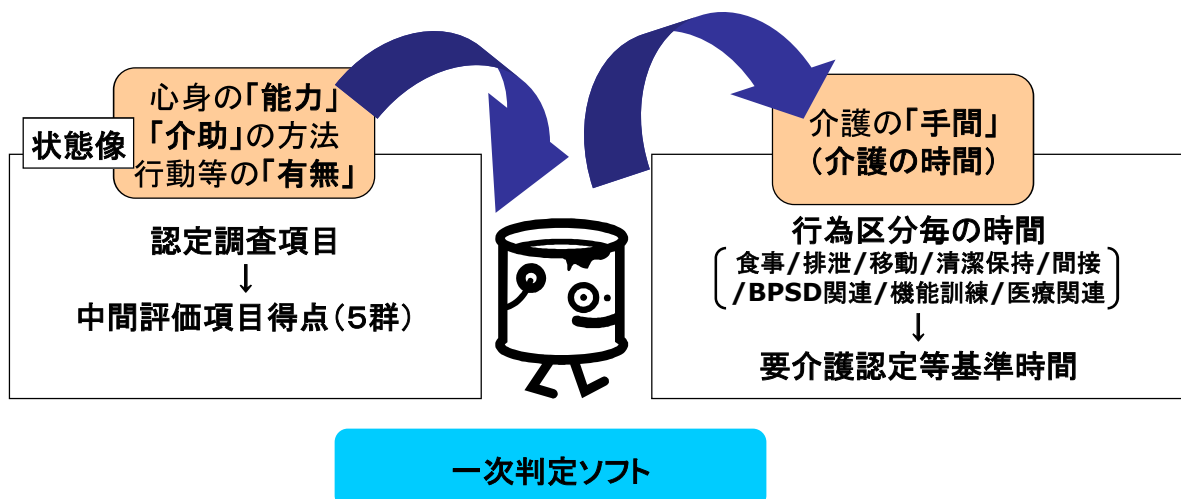 状態像
心身の「能力」
「介助」の方法
行動等の「有無」
認定調査項目
↓
中間評価項目得点（５群）
介護の「手間」
（介護の時間）
行為区分毎の時間
食事/排泄/移動/清潔保持/間接
/BPSD関連/機能訓練/医療関連
↓
要介護認定等基準時間
一次判定ソフト